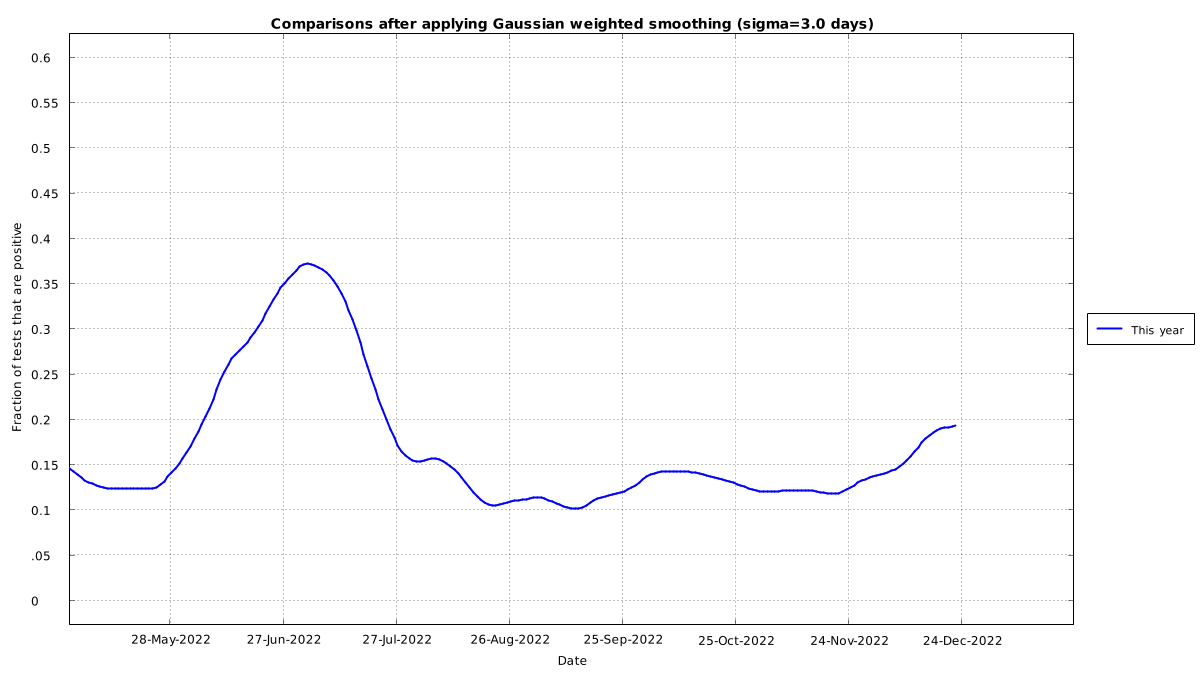 Comparisons after applying Gaussian weighted smoothing (sigma=3.0 days)
0.6
0.55
0.5
0.45
0.4
0.35
0.3
0.25
0.2
0.15
0.1
.05
0
Fraction of tests that are positive
This year
28-May-2022 27-Jun-2022 27-Jul-2022 26-Aug-2022 25-Sep-2022 25-Oct-2022 24-Nov-2022 24-Dec-2022
Date